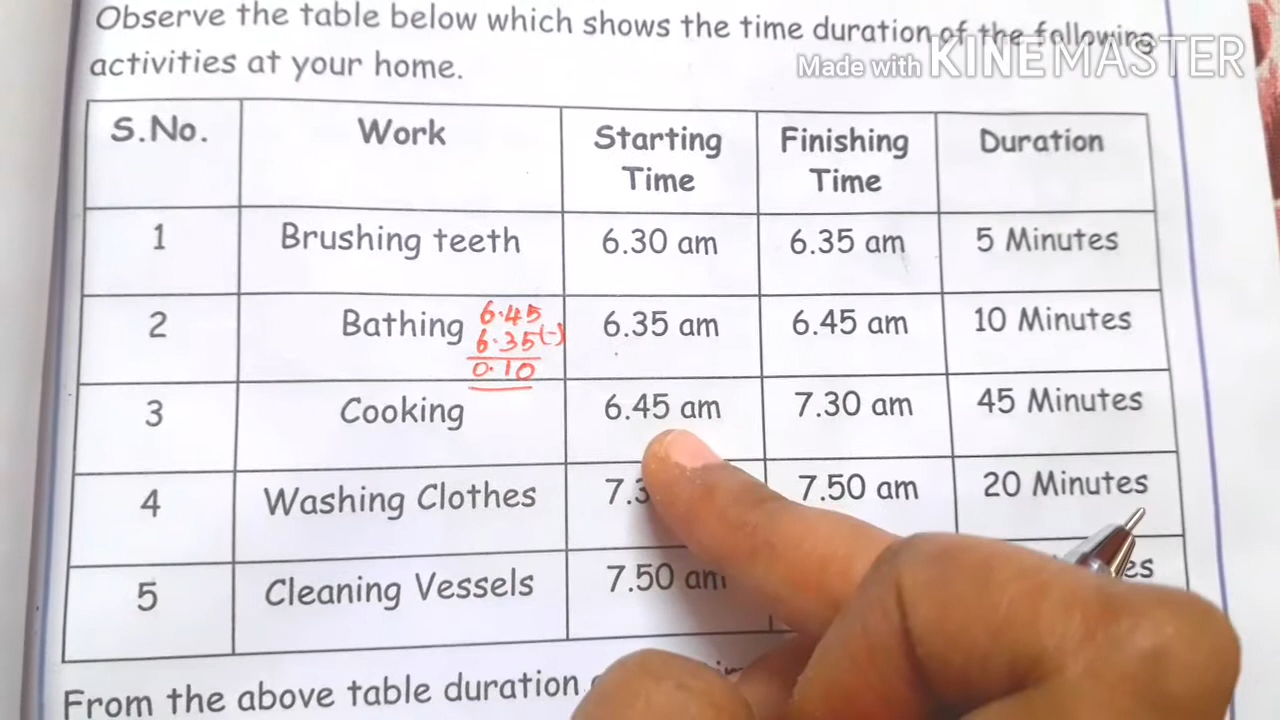 Observe the table below which shows the time duration of the following
Made with KINEMASTER
activities at your home.
S.No. Work Starting Time Finishing Time Duration
1 Brushing teeth 6.30 am 6.35 am 5 Minutes
2 Bathing 6.35 am 6.45 am 10 Minutes
6.45
6.35(-)
0.10
3 Cooking 6.45 am 7.30 am 45 Minutes
4 Washing Clothes 7.50 am 20 Minutes
5 Cleaning Vessels 7.50 am
From the above table duration